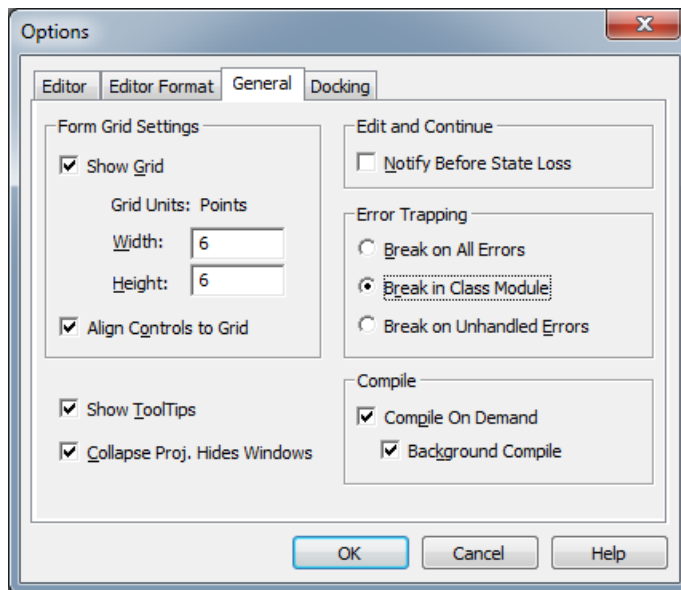 Options
Editor
Editor Format
General
Docking
Form Grid Settings
Show Grid
Grid Units: Points
Width: 6
Height: 6
Align Controls to Grid
Show ToolTips
Collapse Proj. Hides Windows
Edit and Continue
Notify Before State Loss
Error Trapping
Break on All Errors
Break in Class Module
Break on Unhandled Errors
Compile
Compile On Demand
Background Compile
OK
Cancel
Help